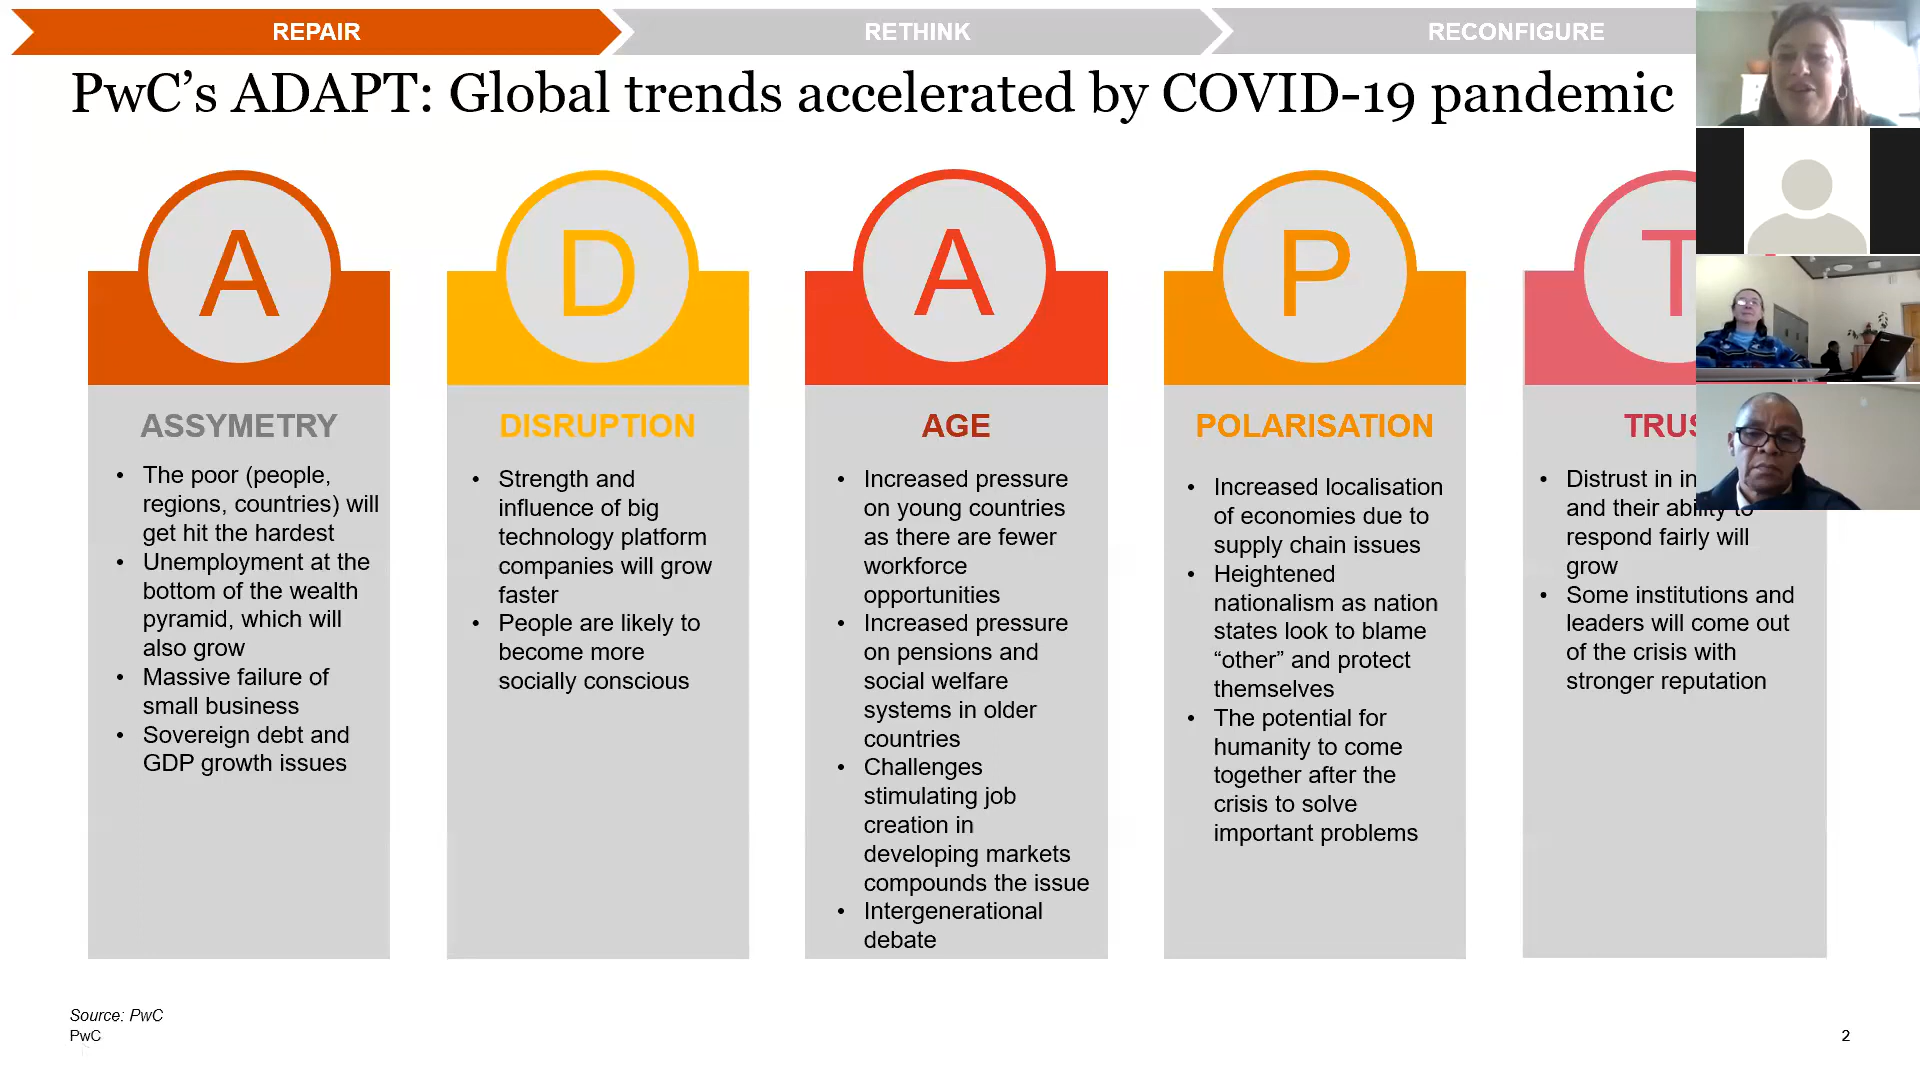 REPAIR
RETHINK
RECONFIGURE
PwC’s ADAPT: Global trends accelerated by COVID-19 pandemic
A
D
A
P
T
ASSYMETRY
• The poor (people,
regions, countries) will
get hit the hardest
• Unemployment at the
bottom of the wealth
pyramid, which will
also grow
• Massive failure of
small business
• Sovereign debt and
GDP growth issues
DISRUPTION
• Strength and
influence of big
technology platform
companies will grow
faster
• People are likely to
become more
socially conscious
AGE
• Increased pressure
on young countries
as there are fewer
workforce
opportunities
• Increased pressure
on pensions and
social welfare
systems in older
countries
• Challenges
stimulating job
creation in
developing markets
compounds the issue
• Intergenerational
debate
POLARISATION
• Increased localisation
of economies due to
supply chain issues
• Heightened
nationalism as nation
states look to blame
“other” and protect
themselves
• The potential for
humanity to come
together after the
crisis to solve
important problems
• Distrust in
and their ability to
respond fairly will
grow
• Some institutions and
leaders will come out
of the crisis with
stronger reputation
Source: PwC
PwC
2